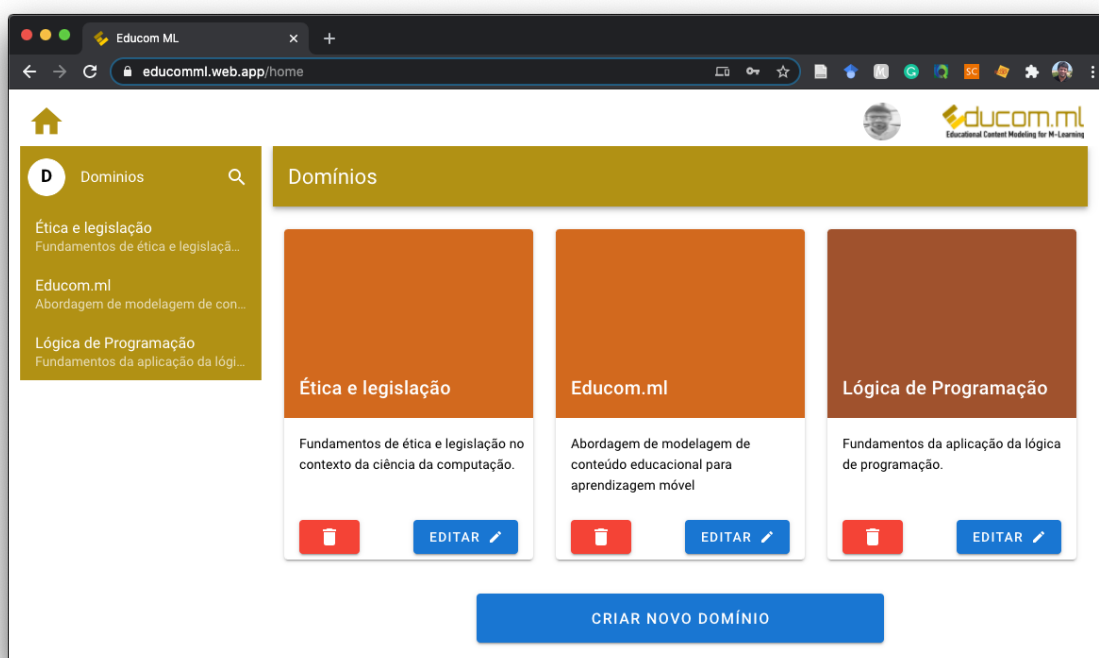 Educom ML
educomml.web.app/home
SC
Educom.ml
Educational Content Modeling for M-Learning
D Dominios
Ética e legislação
Fundamentos de ética e legislaçã...
Educom.ml
Abordagem de modelagem de con...
Lógica de Programação
Fundamentos da aplicação da lógi...
Domínios
Ética e legislação
Fundamentos de ética e legislação no
contexto da ciência da computação.
EDITAR
Educom.ml
Abordagem de modelagem de
conteúdo educacional para
aprendizagem móvel
EDITAR
Lógica de Programação
Fundamentos da aplicação da lógica
de programação.
EDITAR
CRIAR NOVO DOMÍNIO